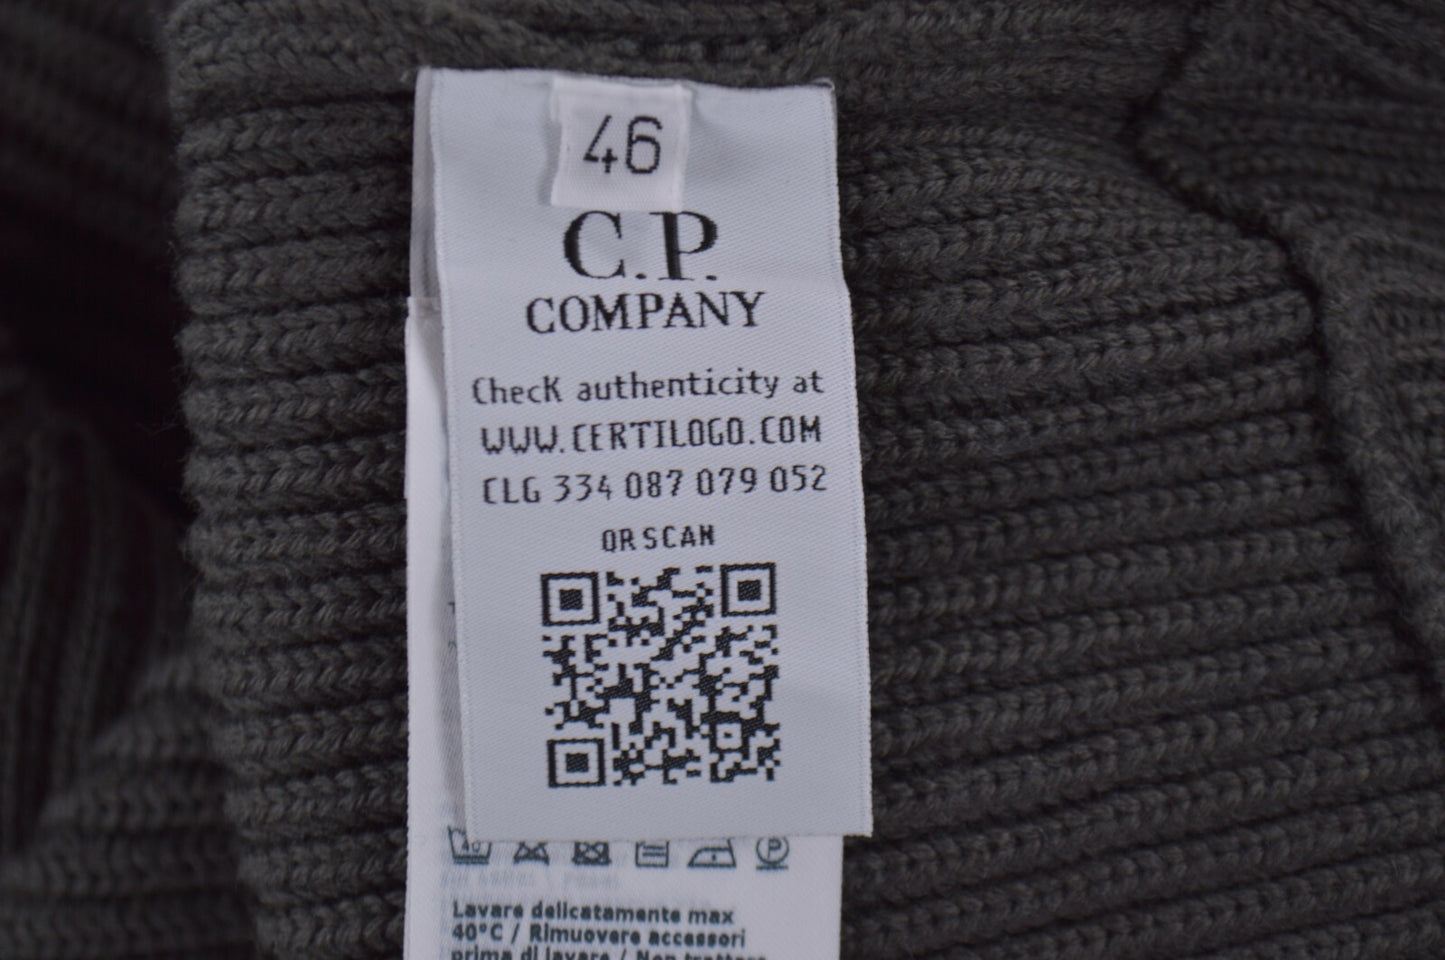 46
C.P.
COMPANY
Check authenticity at
WWW.CERTILOGO.COM
CLG 334 087 079 052
QR SCAN
40
P
Lavare delicatamente max
40°C / Rimuovere accessori
prima di lavare / Non trattare